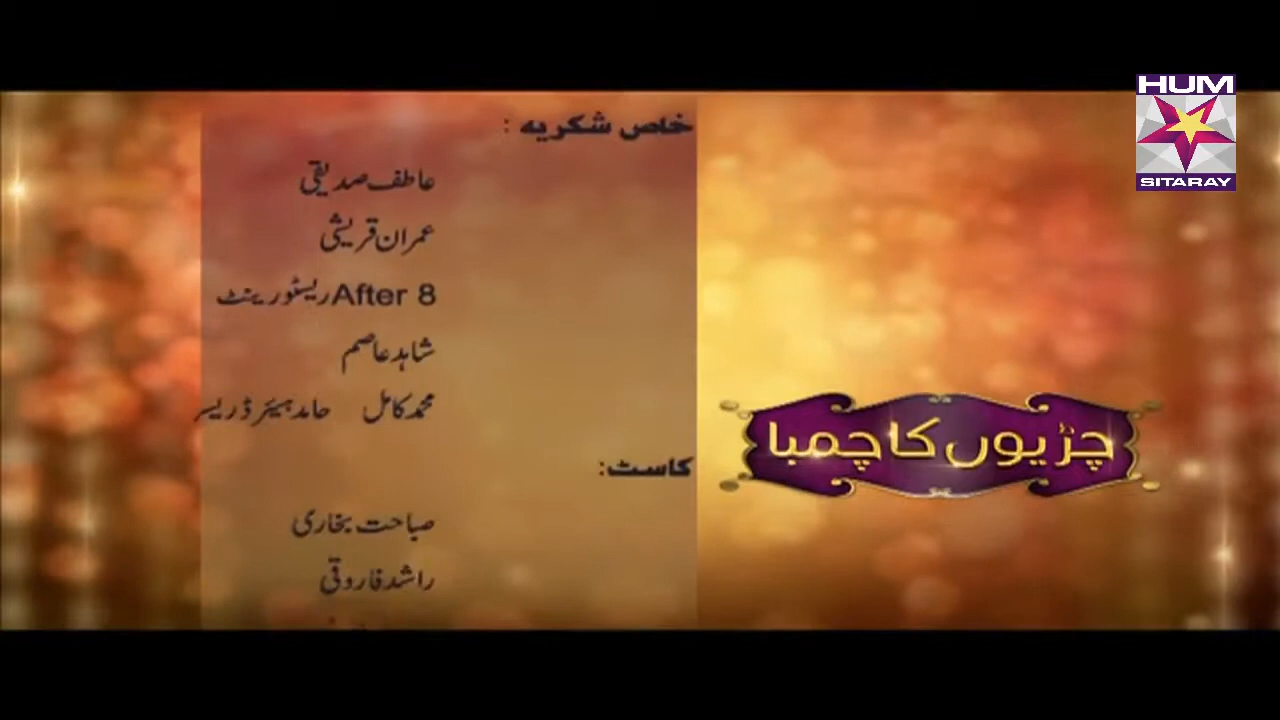 HUM
SITARAY
خاص شکریہ :
عاطف صدیقی
عمران قریشی
After 8 ریسٹورینٹ
شاہد عاصم
محمد کامل حامد ہیئر ڈریسر
چڑیوں کا چمبا
کاسٹ:
صباحت بخاری
راشد فاروقی